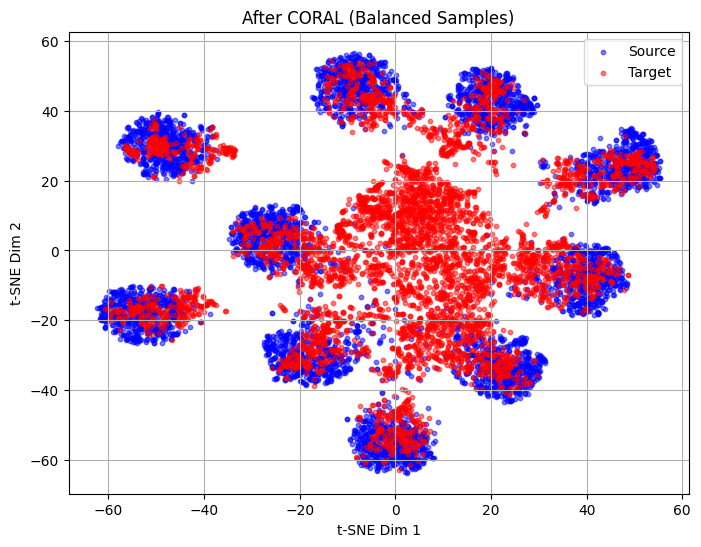 After CORAL (Balanced Samples)
Source
Target
60
40
20
0
−20
−40
−60
t-SNE Dim 2
−60
−40
−20
0
20
40
60
t-SNE Dim 1